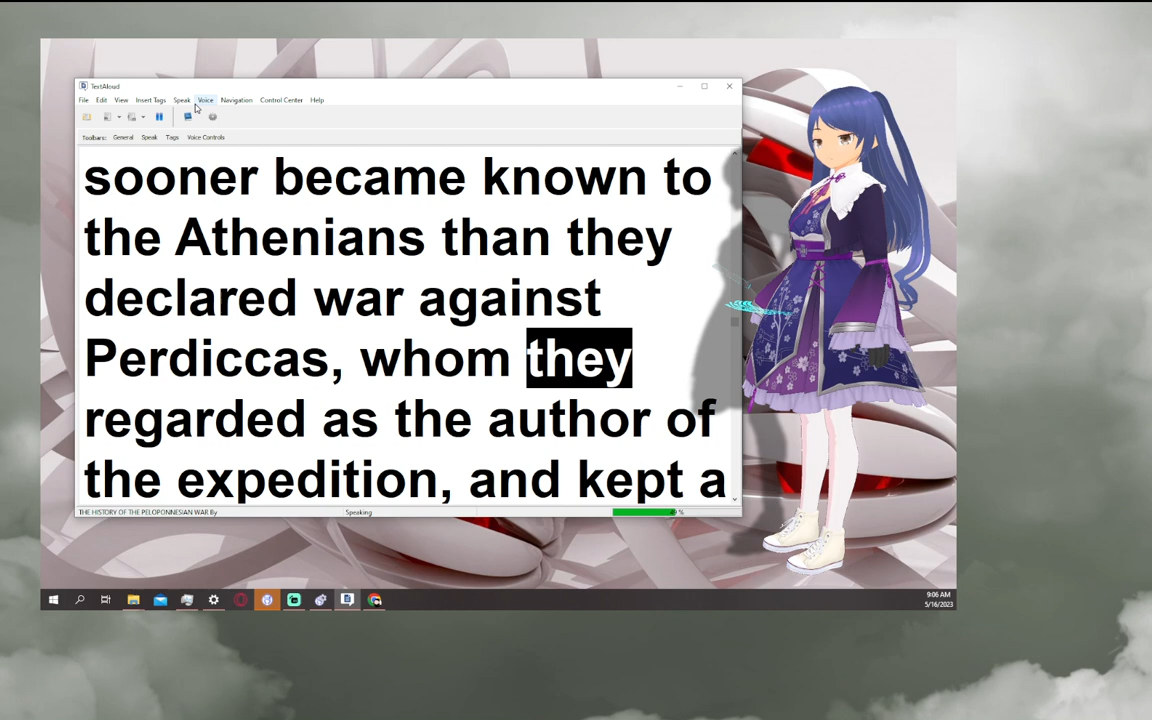 TextAloud
File Edit View Insert Tags Speak Voice Navigation Control Center Help
Toolbars: General Speak Tags Voice Controls
sooner became known to
the Athenians than they
declared war against
Perdiccas, whom they
regarded as the author of
the expedition, and kept a
THE HISTORY OF THE PELOPONNESIAN WAR By Speaking
9:06 AM
5/16/2023